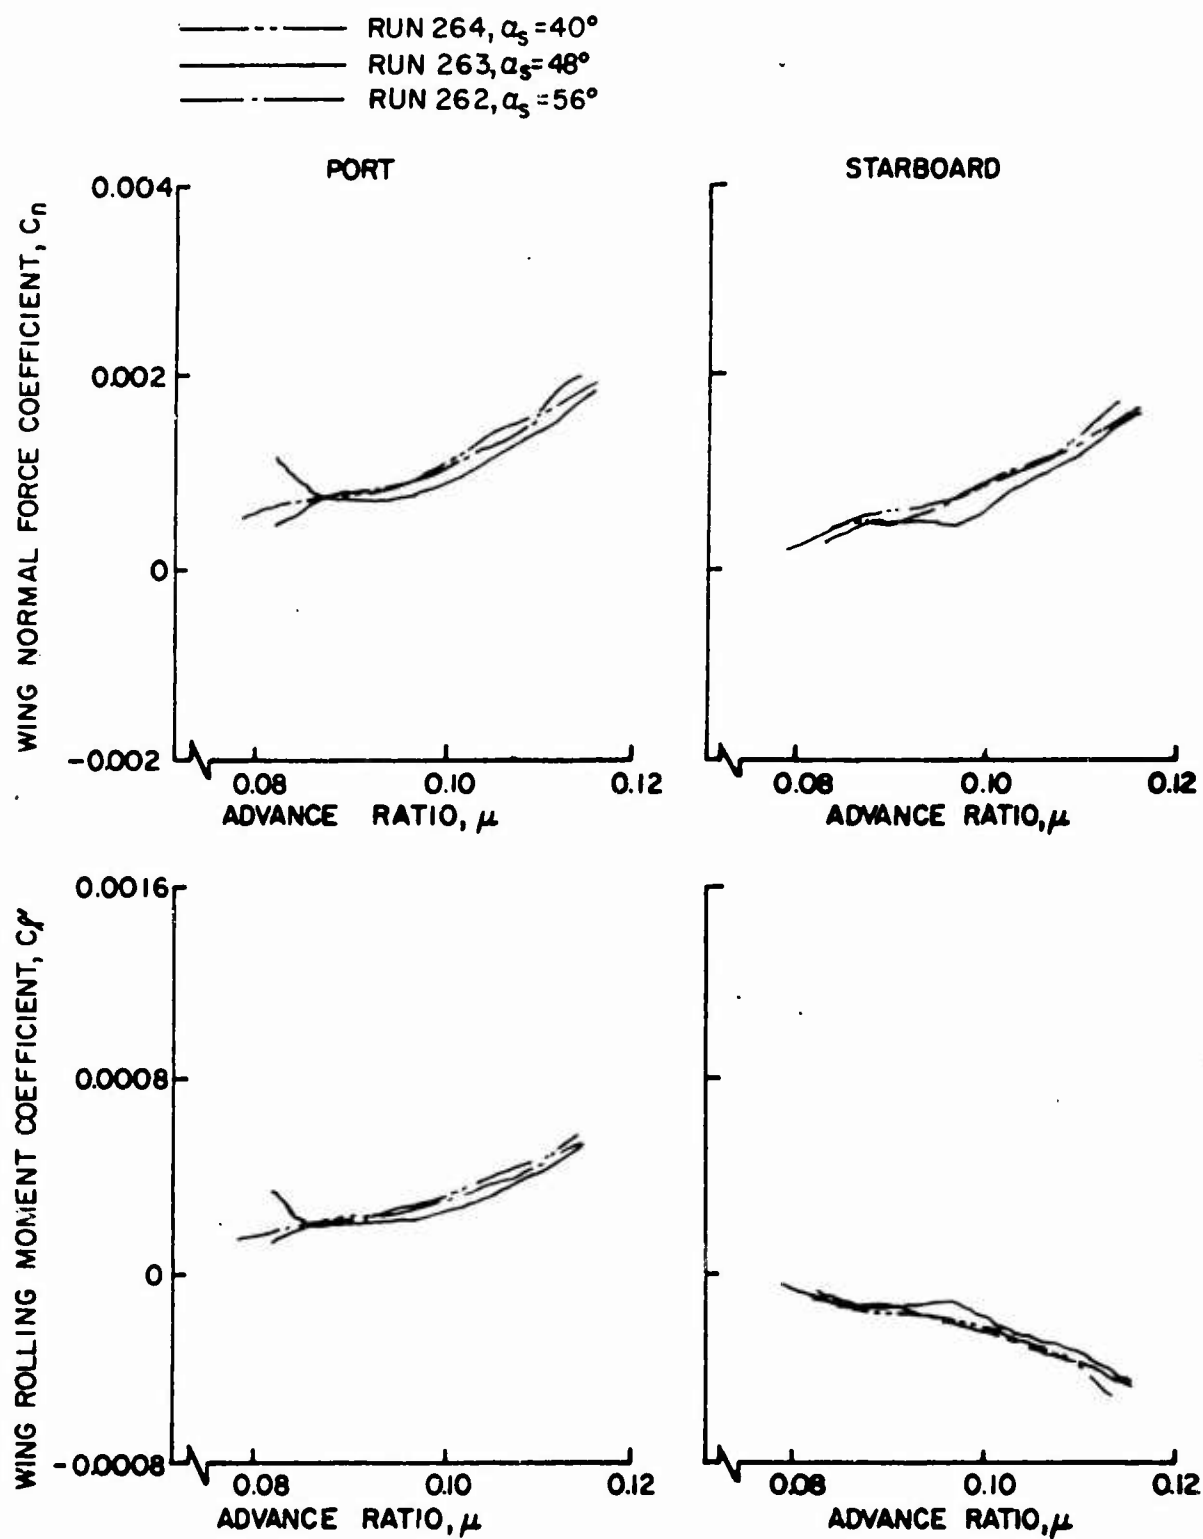 RUN 264, αs=40°
RUN 263, αs=48°
RUN 262, αs=56°
PORT
STARBOARD
WING NORMAL FORCE COEFFICIENT, Cn
0.004
0.002
0
-0.002
0.08 0.10 0.12
ADVANCE RATIO, μ
0.08 0.10 0.12
ADVANCE RATIO, μ
WING ROLLING MOMENT COEFFICIENT, Cℓ
0.0016
0.0008
0
-0.0008
0.08 0.10 0.12
ADVANCE RATIO, μ
0.08 0.10 0.12
ADVANCE RATIO, μ